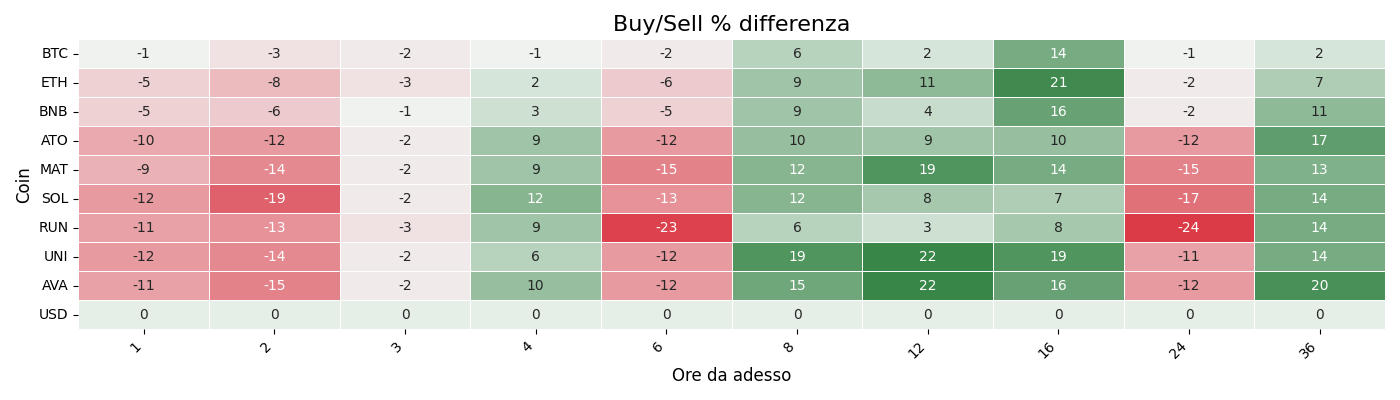 Buy/Sell % differenza
Coin
BTC -1 -3 -2 -1 -2 6 2 14 -1 2
ETH -5 -8 -3 2 -6 9 11 21 -2 7
BNB -5 -6 -1 3 -5 9 4 16 -2 11
ATO -10 -12 -2 9 -12 10 9 10 -12 17
MAT -9 -14 -2 9 -15 12 19 14 -15 13
SOL -12 -19 -2 12 -13 12 8 7 -17 14
RUN -11 -13 -3 9 -23 6 3 8 -24 14
UNI -12 -14 -2 6 -12 19 22 19 -11 14
AVA -11 -15 -2 10 -12 15 22 16 -12 20
USD 0 0 0 0 0 0 0 0 0 0
1 2 3 4 6 8 12 16 24 36
Ore da adesso